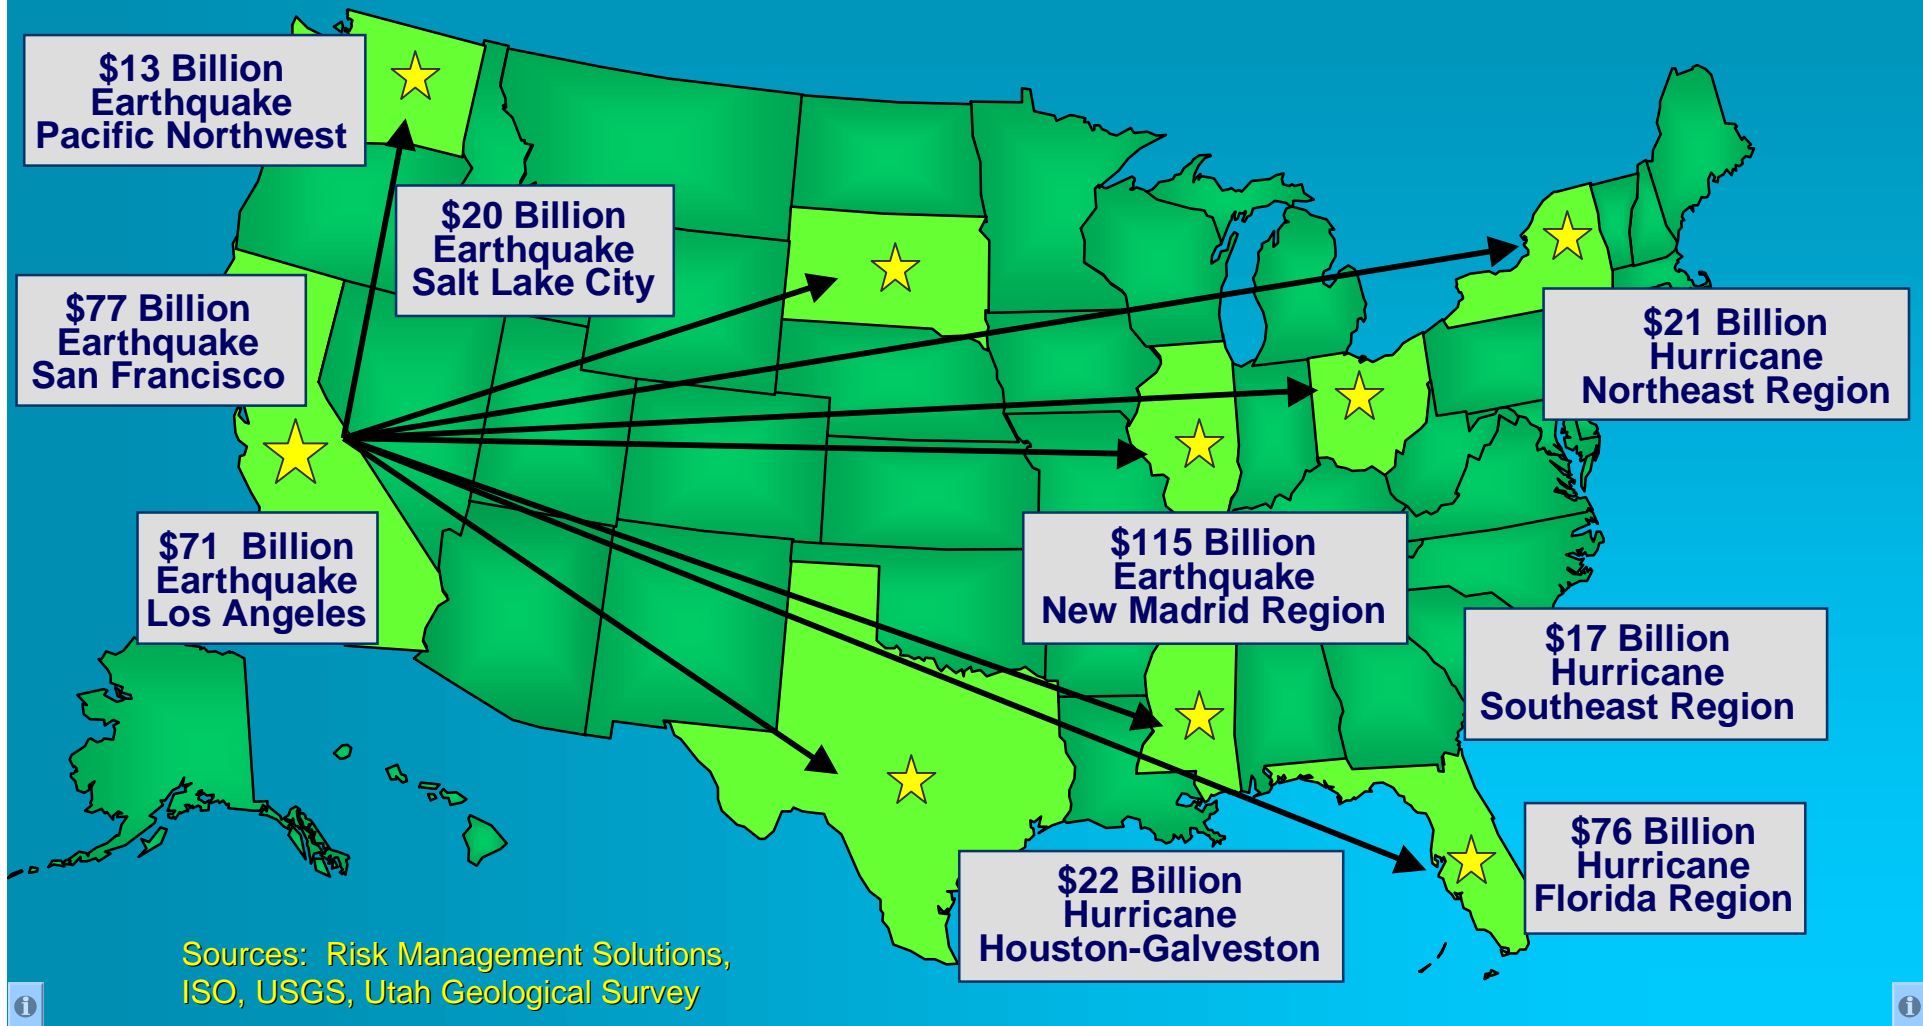 $13 Billion
Earthquake
Pacific Northwest
$20 Billion
Earthquake
Salt Lake City
$77 Billion
Earthquake
San Francisco
$21 Billion
Hurricane
Northeast Region
$71 Billion
Earthquake
Los Angeles
$115 Billion
Earthquake
New Madrid Region
$17 Billion
Hurricane
Southeast Region
$76 Billion
Hurricane
Florida Region
$22 Billion
Hurricane
Houston-Galveston
Sources: Risk Management Solutions,
ISO, USGS, Utah Geological Survey